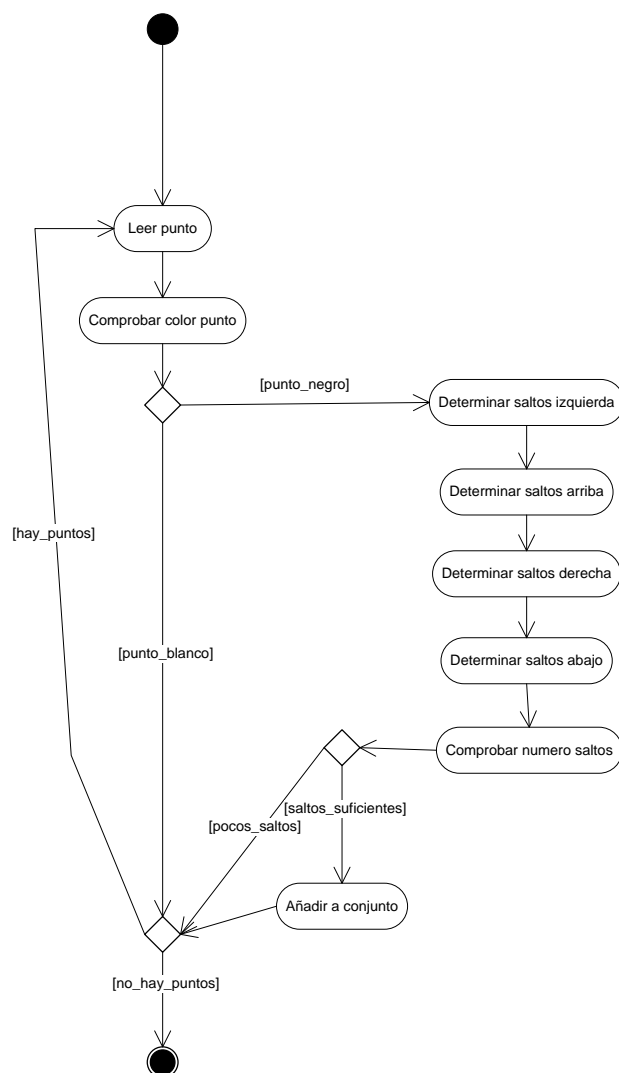 Leer punto
Comprobar color punto
[punto_negro]
Determinar saltos izquierda
Determinar saltos arriba
[hay_puntos]
Determinar saltos derecha
[punto_blanco]
Determinar saltos abajo
Comprobar numero saltos
[saltos_suficientes]
[pocos_saltos]
Añadir a conjunto
[no_hay_puntos]